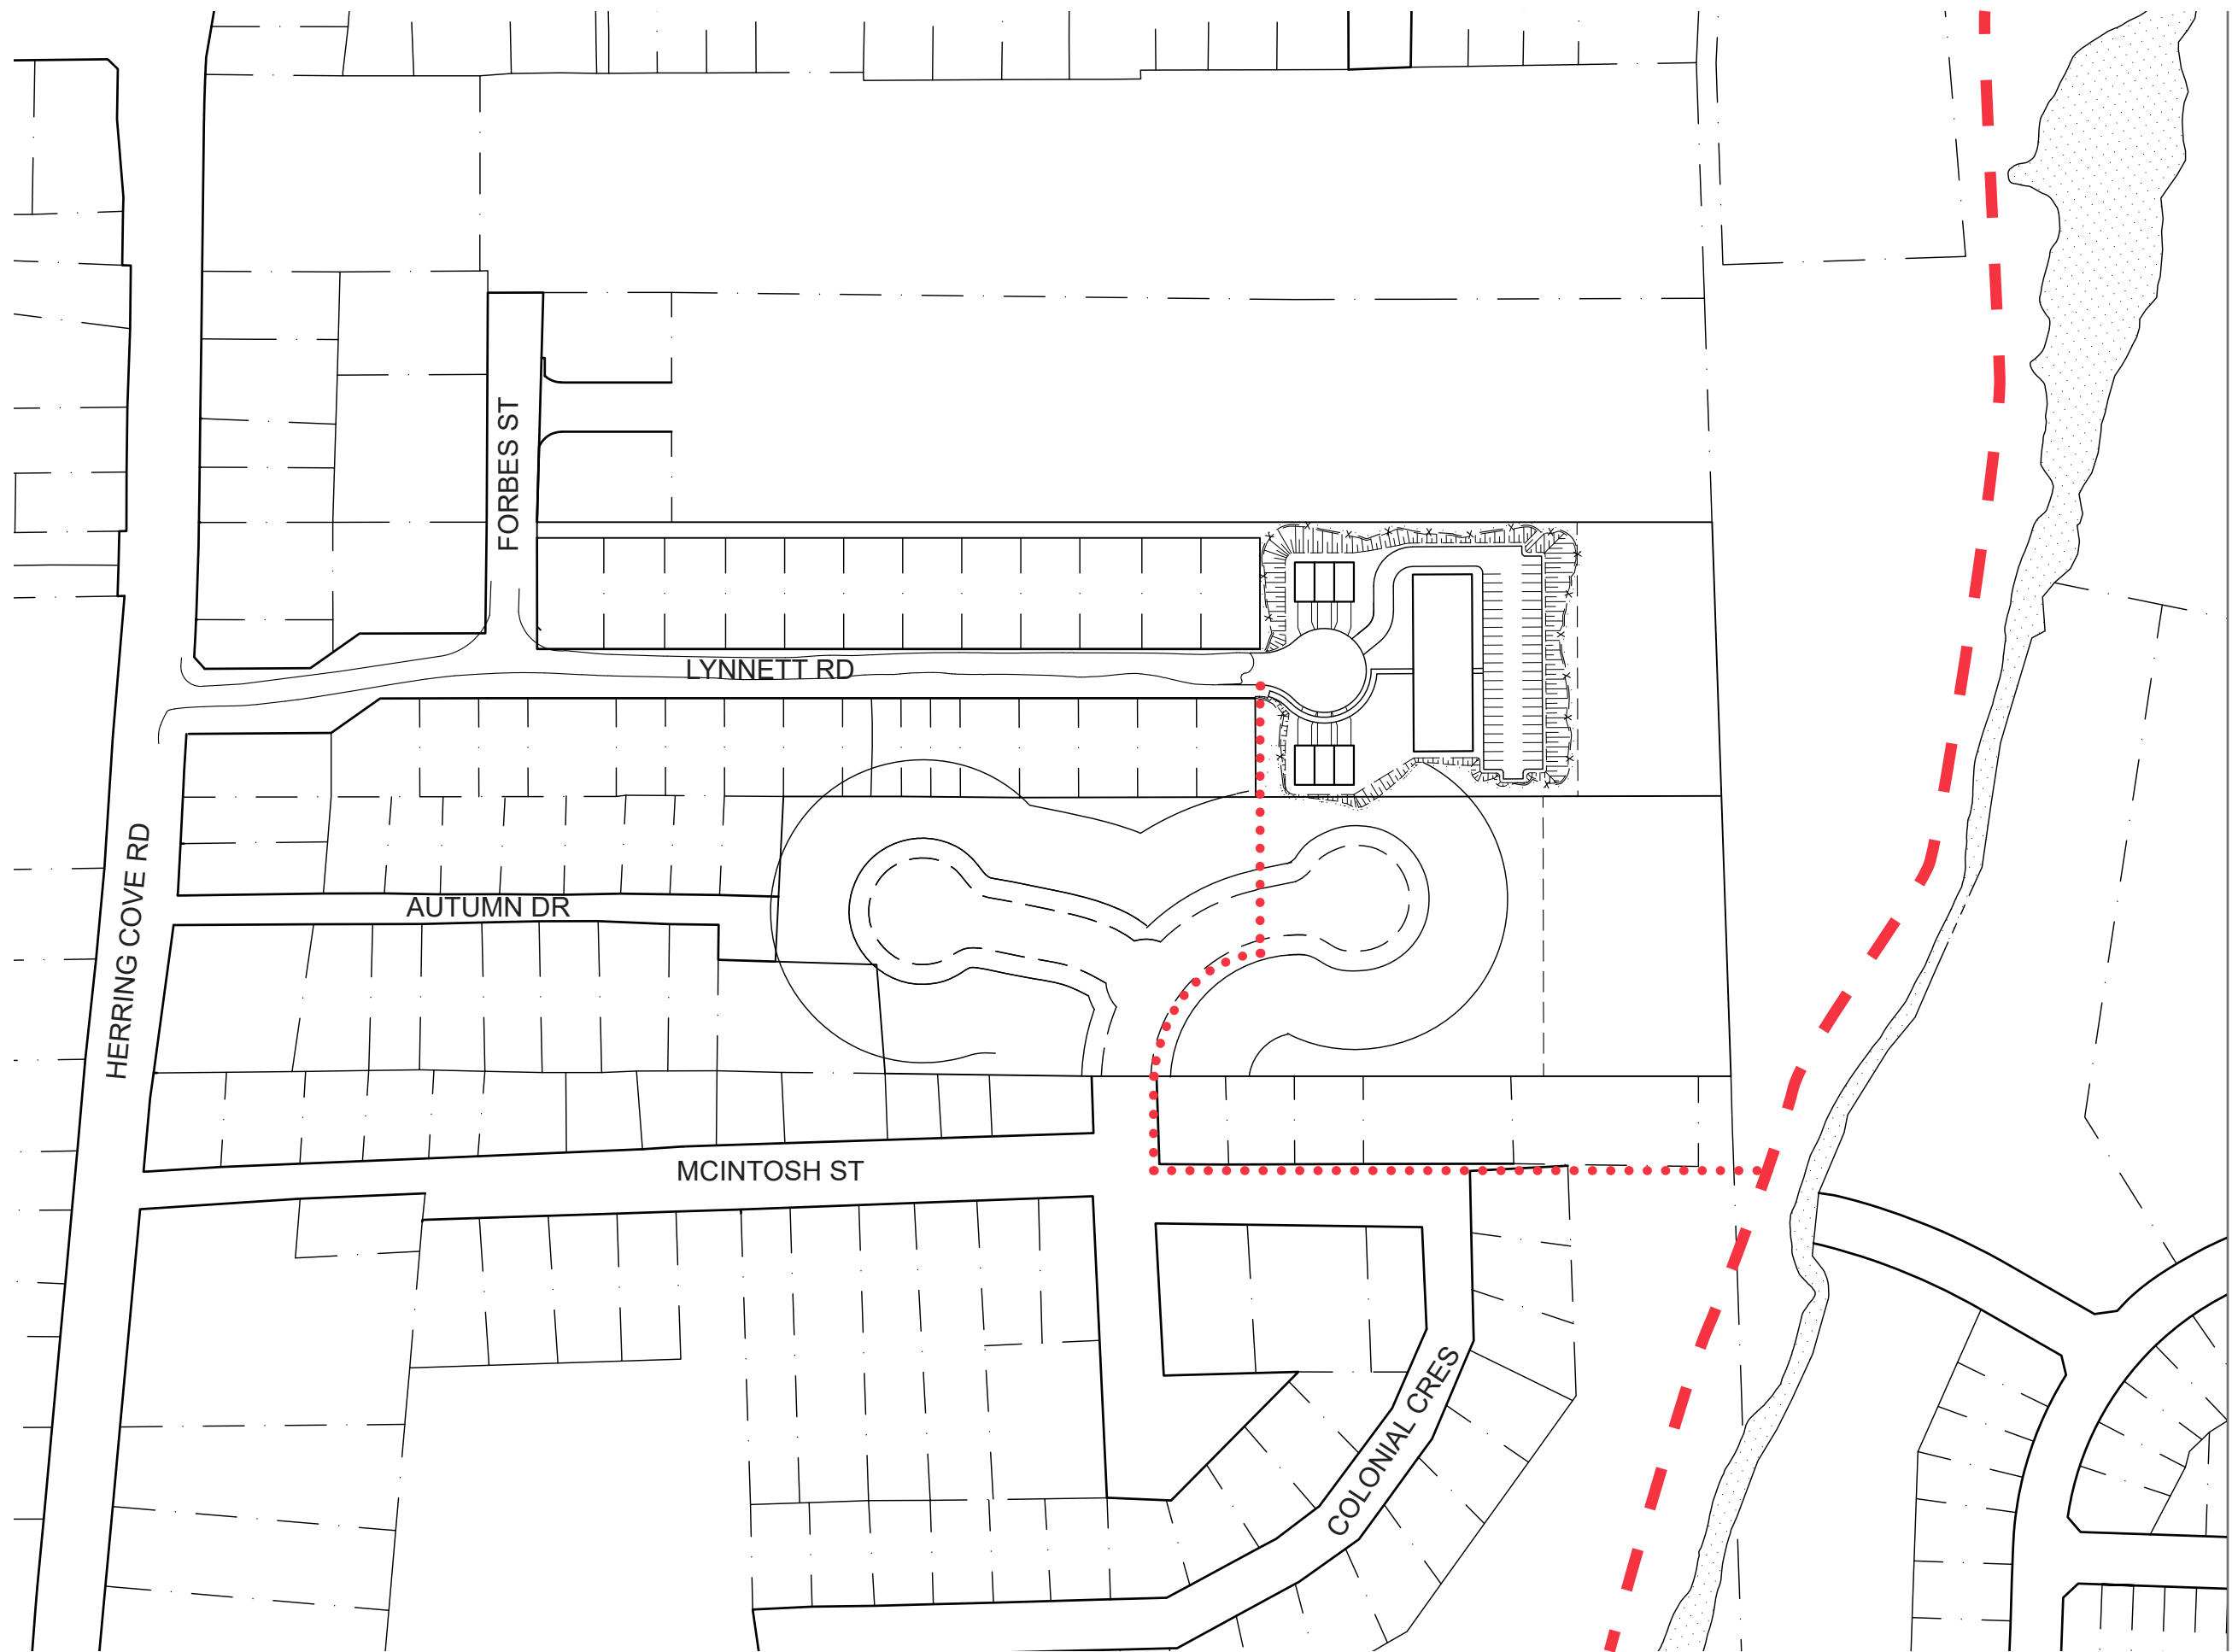 FORBES ST
LYNNETT RD
HERRING COVE RD
AUTUMN DR
MCINTOSH ST
COLONIAL CRES